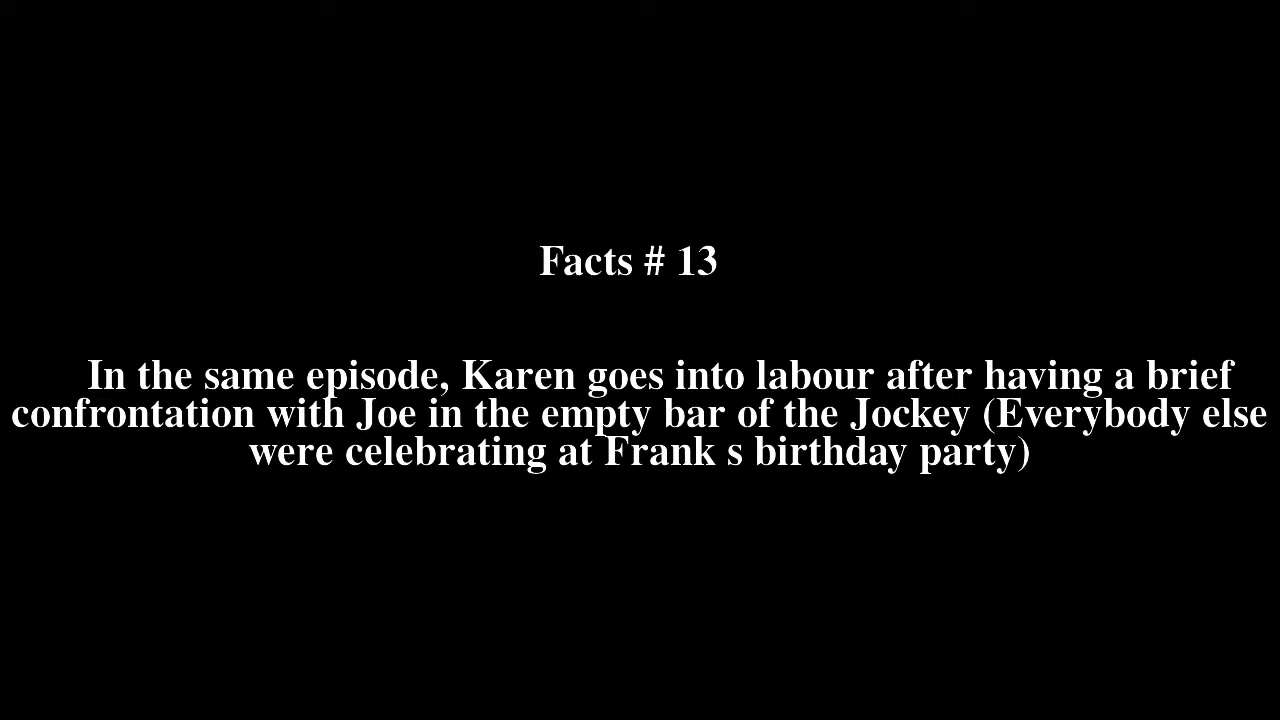 Facts # 13
In the same episode, Karen goes into labour after having a brief
confrontation with Joe in the empty bar of the Jockey (Everybody else
were celebrating at Frank s birthday party)